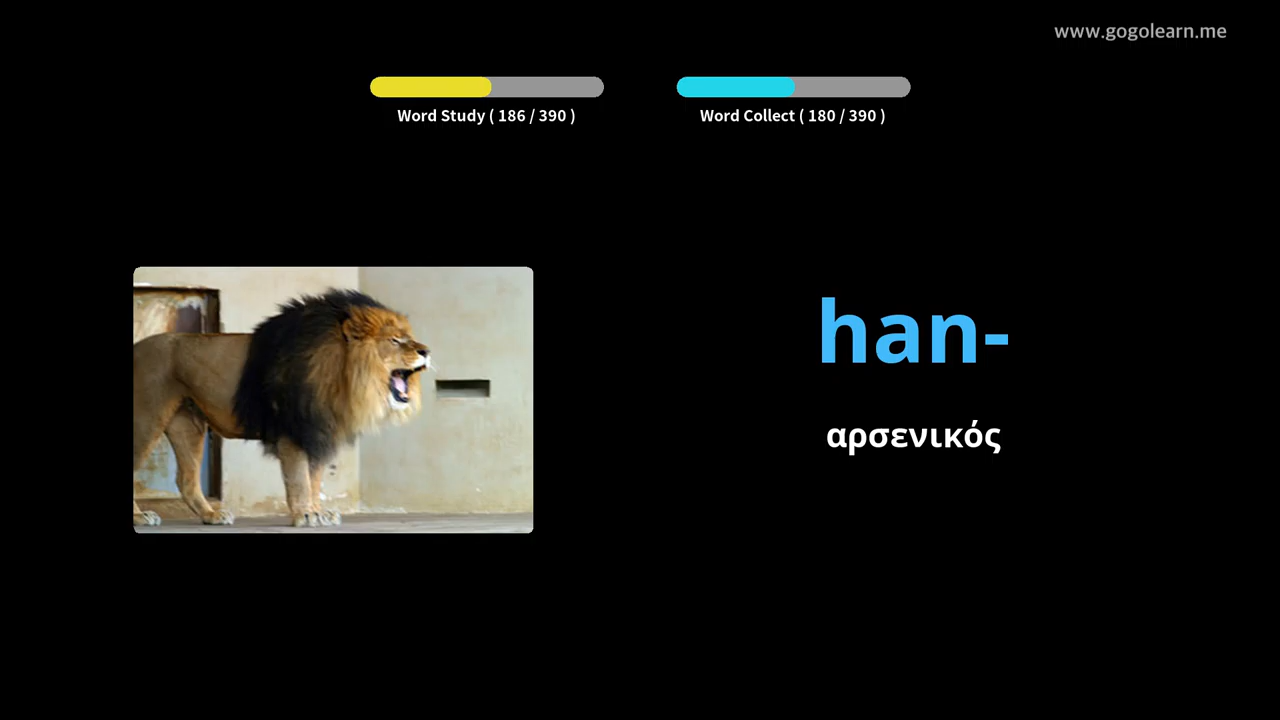 www.gogolearn.me
Word Study ( 186 / 390 )
Word Collect ( 180 / 390 )
han-
αρσενικός